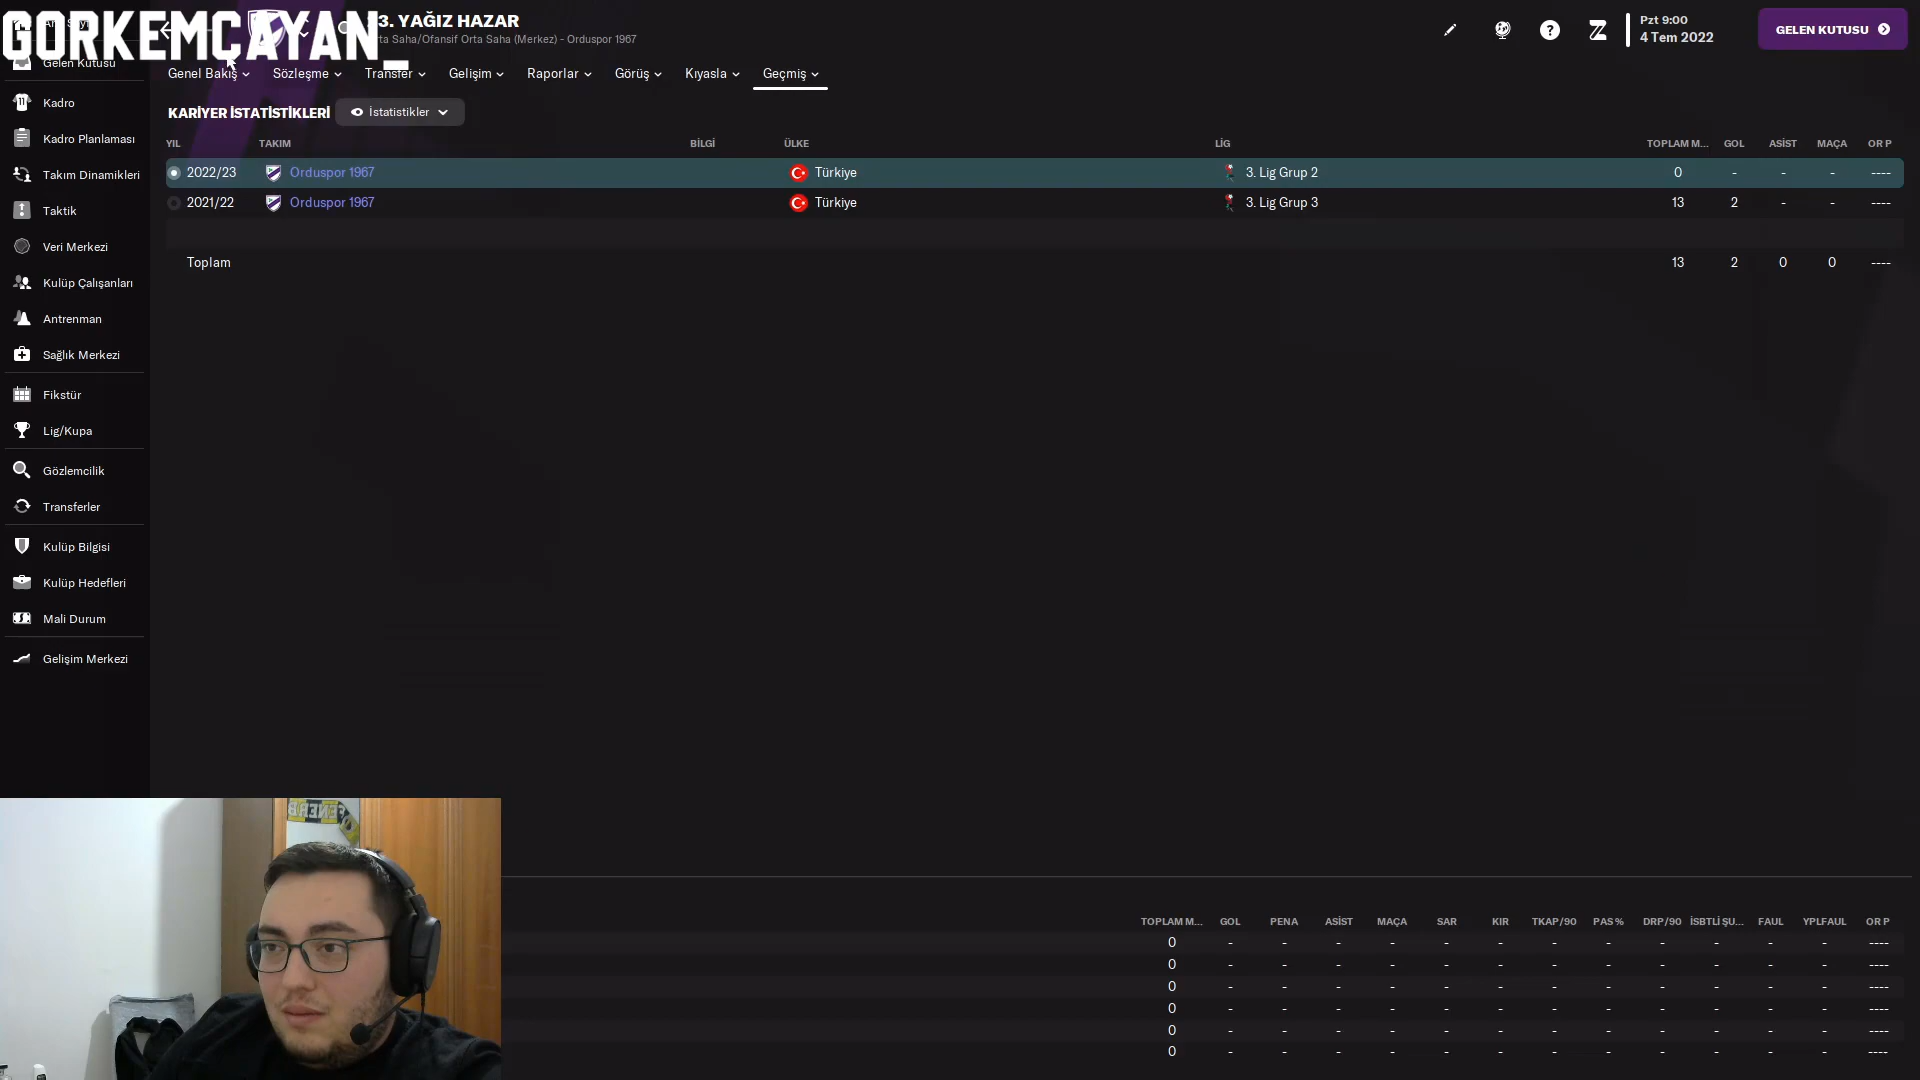 GORKEMÇAYAN_
33. YAĞIZ HAZAR
Orta Saha/Ofansif Orta Saha (Merkez) - Orduspor 1967
Pzt 9:00
4 Tem 2022
GELEN KUTUSU
Gelen Kutusu
Kadro
Kadro Planlaması
Takım Dinamikleri
Taktik
Veri Merkezi
Kulüp Çalışanları
Antrenman
Sağlık Merkezi
Fikstür
Lig/Kupa
Gözlemcilik
Transferler
Kulüp Bilgisi
Kulüp Hedefleri
Mali Durum
Gelişim Merkezi
Genel Bakış Sözleşme Transfer Gelişim Raporlar Görüş Kıyasla Geçmiş
KARİYER İSTATİSTİKLERİ İstatistikler
YIL TAKIM BİLGİ ÜLKE LİG TOPLAM M... GOL ASİST MAÇA OR P
2022/23 Orduspor 1967 Türkiye 3. Lig Grup 2 0 - - - ----
2021/22 Orduspor 1967 Türkiye 3. Lig Grup 3 13 2 - - ----
Toplam 13 2 0 0 ----
TOPLAM M... GOL PENA ASİST MAÇA SAR KIR TKAP/90 PAS % DRP/90 İSBTLİ ŞU... FAUL YPLFAUL OR P
0 - - - - - - - - - - - - ----
0 - - - - - - - - - - - - ----
0 - - - - - - - - - - - - ----
0 - - - - - - - - - - - - ----
0 - - - - - - - - - - - - ----
0 - - - - - - - - - - - - ----
FENERB